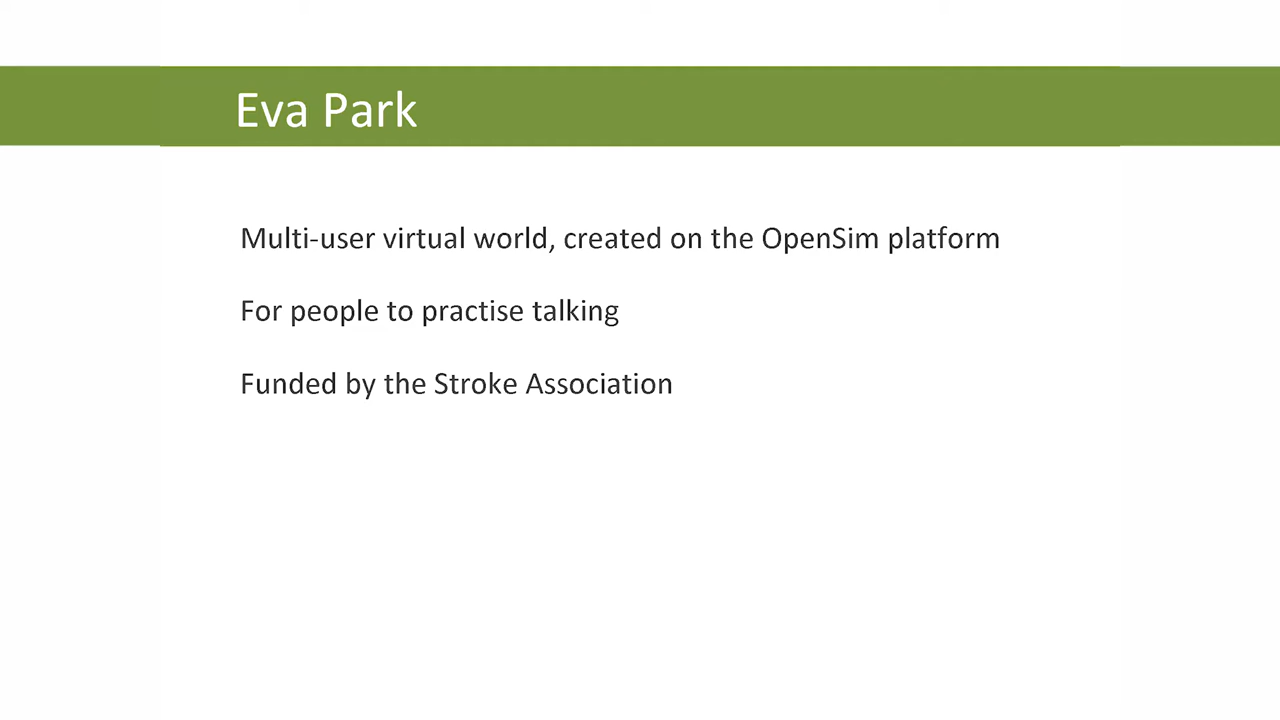 Eva Park
Multi-user virtual world, created on the OpenSim platform
For people to practise talking
Funded by the Stroke Association